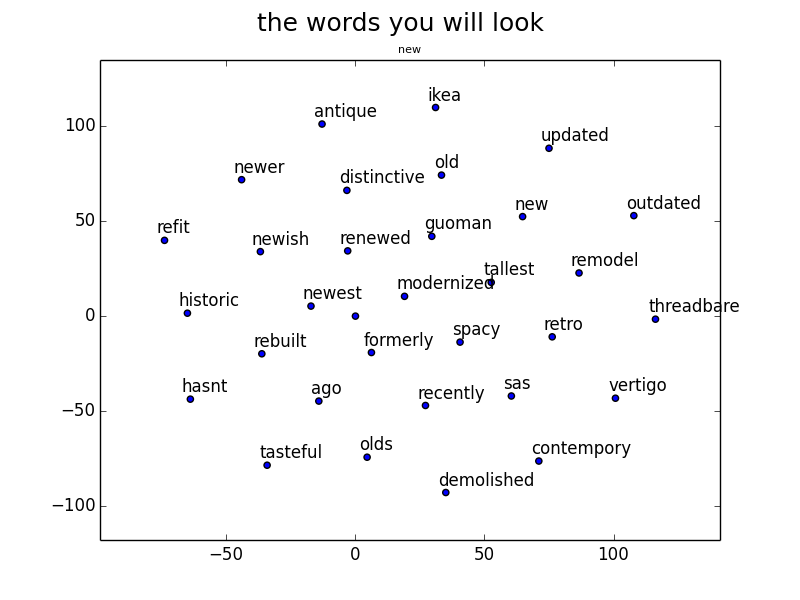 the words you will look
new
ikea
antique
100
updated
old
newer
distinctive
new
outdated
50
guoman
refit
newish
renewed
remodel
tallest
modernized
newest
historic
threadbare
0
spacy
retro
formerly
rebuilt
hasnt
ago
recently
sas
vertigo
−50
olds
tasteful
contempory
demolished
−100
−50
0
50
100